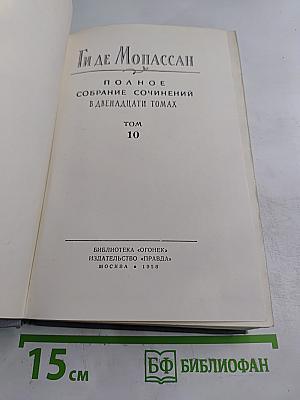 Ги де Мопассан
ПОЛНОЕ
СОБРАНИЕ СОЧИНЕНИЙ
В ДВЕНАДЦАТИ ТОМАХ
ТОМ
10
БИБЛИОТЕКА «ОГОНЕК»
ИЗДАТЕЛЬСТВО «ПРАВДА»
МОСКВА • 1958
15 см
БФ БИБЛИОФАН